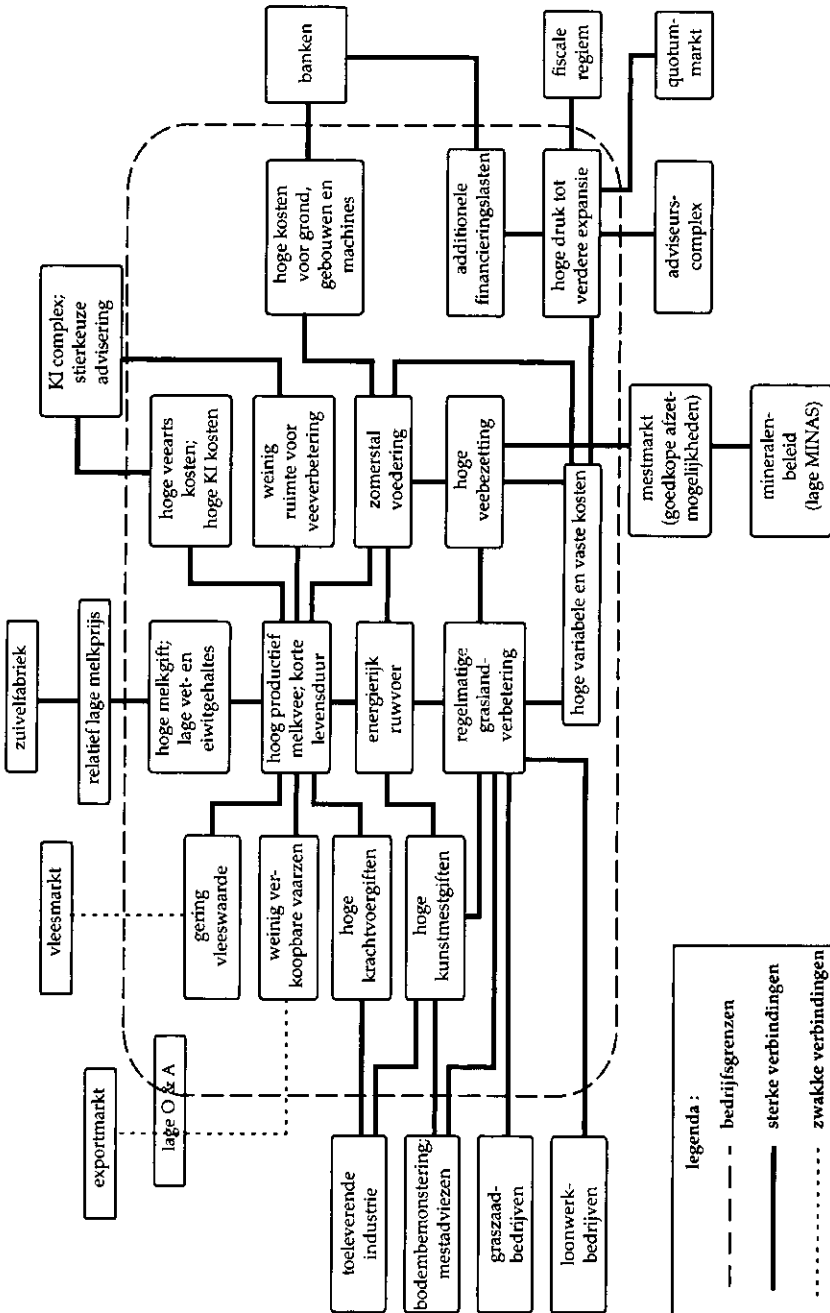 zuivelfabriek
relatief lage melkprijs
vleesmarkt
exportmarkt
lage O & A
KI complex;
stierkeuze
advisering
banken
hoge melkgift;
lage vet- en
eiwitgehaltes
hoge veearts
kosten;
hoge KI kosten
gering
vleeswaarde
weinig ver-
koopbare vaarzen
hoog productief
melkvee; korte
levensduur
weinig
ruimte voor
veeverbetering
hoge kosten
voor grond,
gebouwen en
machines
toeleverende
industrie
hoge
krachtvoergiften
energierijk
ruwvoer
zomerstal
voedering
bodembemonstering;
mestadviezen
hoge
kunstmestgiften
regelmatige
grasland-
verbetering
hoge
veebezetting
additionele
financieringslasten
graszaad-
bedrijven
hoge variabele en vaste kosten
hoge druk tot
verdere expansie
fiscale
regiem
loonwerk-
bedrijven
mestmarkt
(goedkope afzet-
mogelijkheden)
adviseurs-
complex
quotum-
markt
mineralen-
beleid
(lage MINAS)
legenda :
bedrijfsgrenzen
sterke verbindingen
zwakke verbindingen